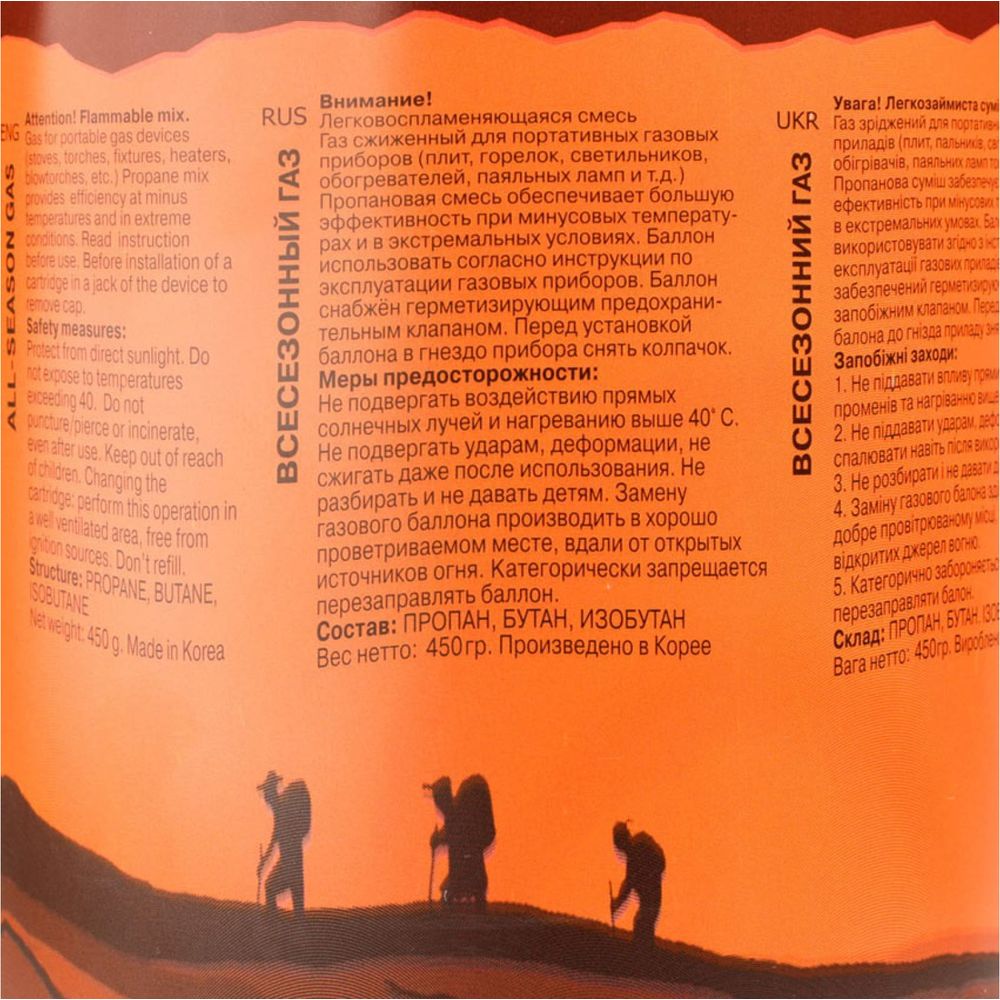 ENG
ALL-SEASON GAS
Attention! Flammable mix.
Gas for portable gas devices
(stoves, torches, fixtures, heaters,
blowtorches, etc.) Propane mix
provides efficiency at minus
temperatures and in extreme
conditions. Read instruction
before use. Before installation of a
cartridge in a jack of the device to
remove cap.
Safety measures:
Protect from direct sunlight. Do
not expose to temperatures
exceeding 40. Do not
puncture/pierce or incinerate,
even after use. Keep out of reach
of children. Changing the
cartridge: perform this operation in
a well ventilated area, free from
ignition sources. Don't refill.
Structure: PROPANE, BUTANE,
ISOBUTANE
Net weight: 450 g. Made in Korea
RUS
ВСЕСЕЗОННЫЙ ГАЗ
Внимание!
Легковоспламеняющаяся смесь
Газ сжиженный для портативных газовых
приборов (плит, горелок, светильников,
обогревателей, паяльных ламп и т.д.)
Пропановая смесь обеспечивает большую
эффективность при минусовых температу-
рах и в экстремальных условиях. Баллон
использовать согласно инструкции по
эксплуатации газовых приборов. Баллон
снабжён герметизирующим предохрани-
тельным клапаном. Перед установкой
баллона в гнездо прибора снять колпачок.
Меры предосторожности:
Не подвергать воздействию прямых
солнечных лучей и нагреванию выше 40° С.
Не подвергать ударам, деформации, не
сжигать даже после использования. Не
разбирать и не давать детям. Замену
газового баллона производить в хорошо
проветриваемом месте, вдали от открытых
источников огня. Категорически запрещается
перезаправлять баллон.
Состав: ПРОПАН, БУТАН, ИЗОБУТАН
Вес нетто: 450гр. Произведено в Корее
UKR
ВСЕСЕЗОННИЙ ГАЗ
Увага! Легкозаймиста
Газ зріджений для
приладів (плит, пальників,
обігрівачів, паяльних ламп
Пропанова суміш
ефективність при мінусових
в екстремальних умовах.
використовувати згідно з
експлуатації газових
забезпечений
запобіжним клапаном.
балона до гнізда приладу
Запобіжні заходи:
1. Не піддавати впливу
променів та нагріванню
2. Не піддавати ударам,
спалювати навіть після
3. Не розбирати і не давати
4. Заміну газового балона
добре провітрюваному
відкритих джерел вогню.
5. Категорично
перезаправляти балон.
Склад: ПРОПАН, БУТАН,
Вага нетто: 450гр.